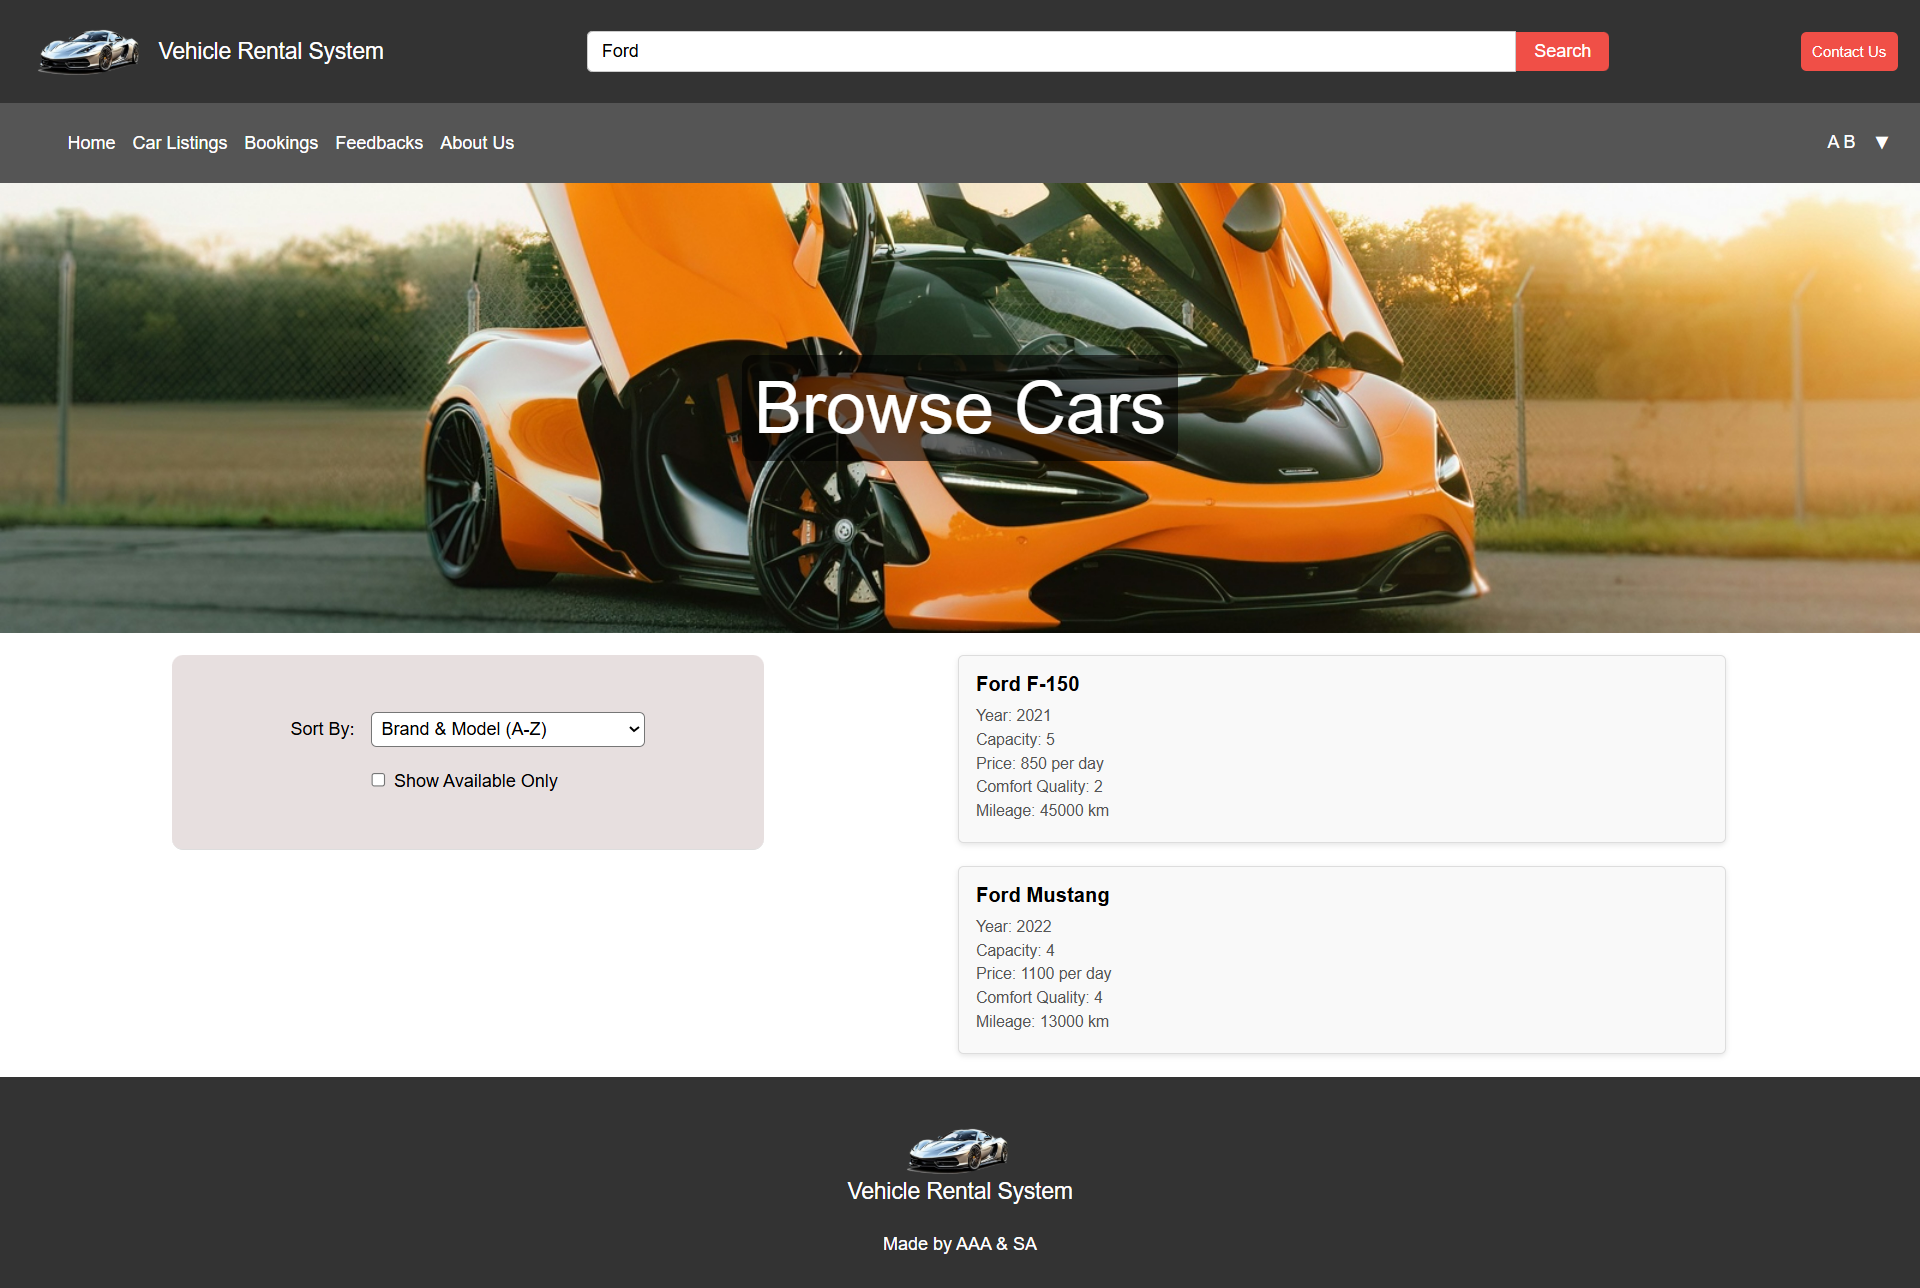 Vehicle Rental System
Ford
Search
Contact Us
Home Car Listings Bookings Feedbacks About Us
A B ▼
Browse Cars
Sort By: Brand & Model (A-Z)
Show Available Only
Ford F-150
Year: 2021
Capacity: 5
Price: 850 per day
Comfort Quality: 2
Mileage: 45000 km
Ford Mustang
Year: 2022
Capacity: 4
Price: 1100 per day
Comfort Quality: 4
Mileage: 13000 km
Vehicle Rental System
Made by AAA & SA